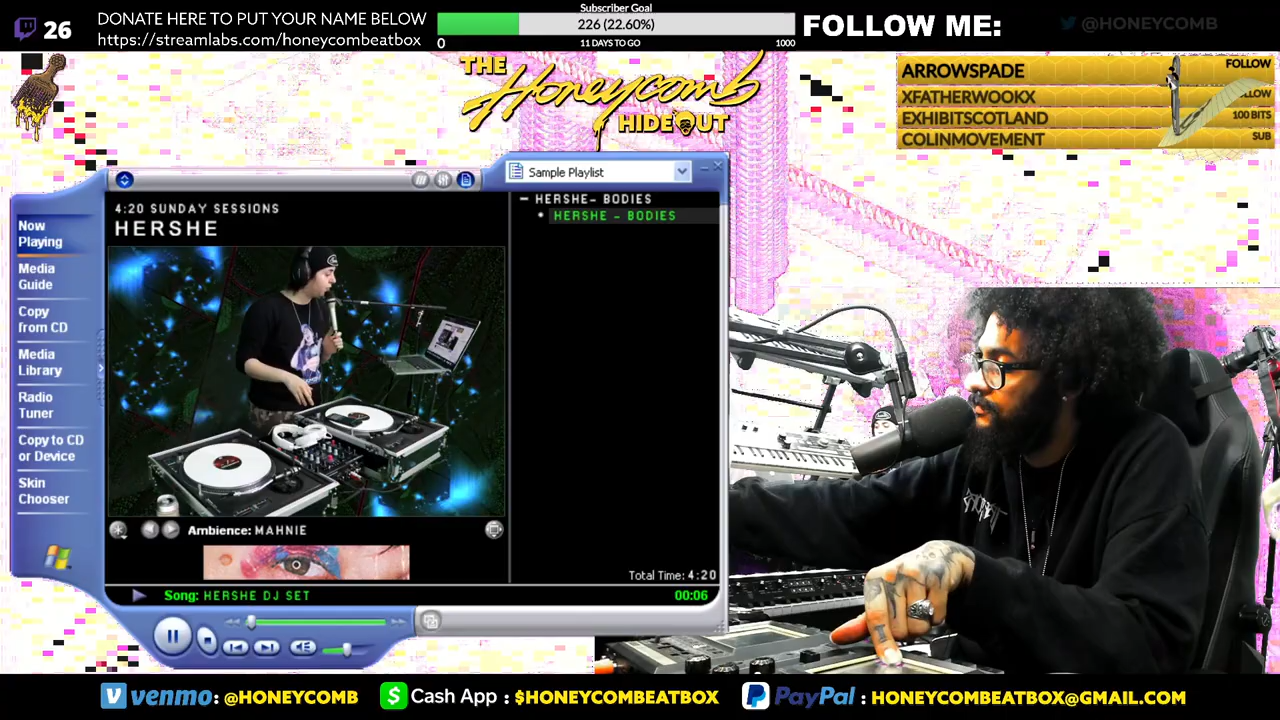 26
DONATE HERE TO PUT YOUR NAME BELOW
https://streamlabs.com/honeycombeatbox
Subscriber Goal
226 (22.60%)
0
11 DAYS TO GO
1000
FOLLOW ME:
@HONEYCOMB
THE
Honeycomb
HIDEOUT
ARROWSPADE
FOLLOW
XFATHERWOOKX
EXHIBITSCOTLAND
100 BITS
COLINMOVEMENT
SUB
Sample Playlist
4:20 SUNDAY SESSIONS
HERSHE
HERSHE- BODIES
HERSHE - BODIES
Now
Playing
Media
Guide
Copy
from CD
Media
Library
Radio
Tuner
Copy to CD
or Device
Skin
Chooser
Ambience: MAHNIE
Total Time: 4:20
Song: HERSHE DJ SET
00:06
venmo: @HONEYCOMB
Cash App : $HONEYCOMBEATBOX
PayPal : HONEYCOMBEATBOX@GMAIL.COM